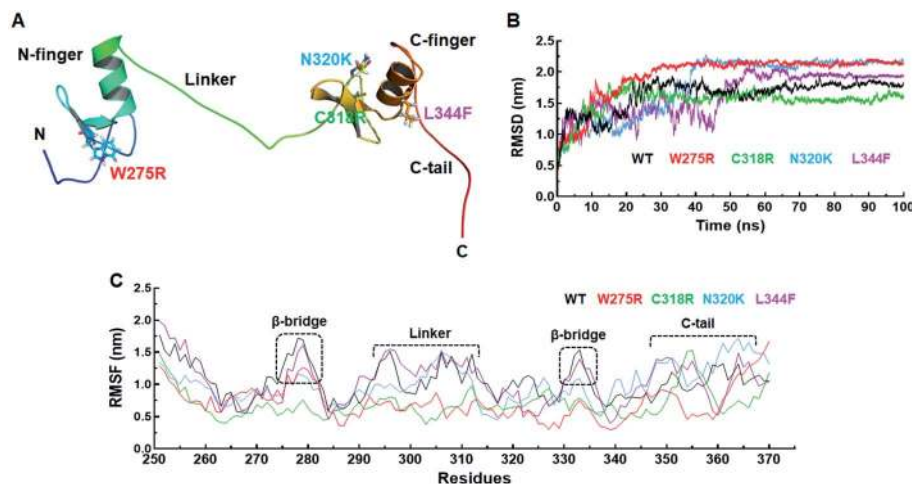 A
N-finger
N
W275R
Linker
N320K
C318R
C-finger
L344F
C-tail
C
B
RMSD (nm)
2.5
2.0
1.5
1.0
0.5
0.0
WT W275R C318R N320K L344F
0 10 20 30 40 50 60 70 80 90 100
Time (ns)
C
RMSF (nm)
2.5
2.0
1.5
1.0
0.5
0.0
WT W275R C318R N320K L344F
β-bridge
Linker
β-bridge
C-tail
250 260 270 280 290 300 310 320 330 340 350 360 370
Residues